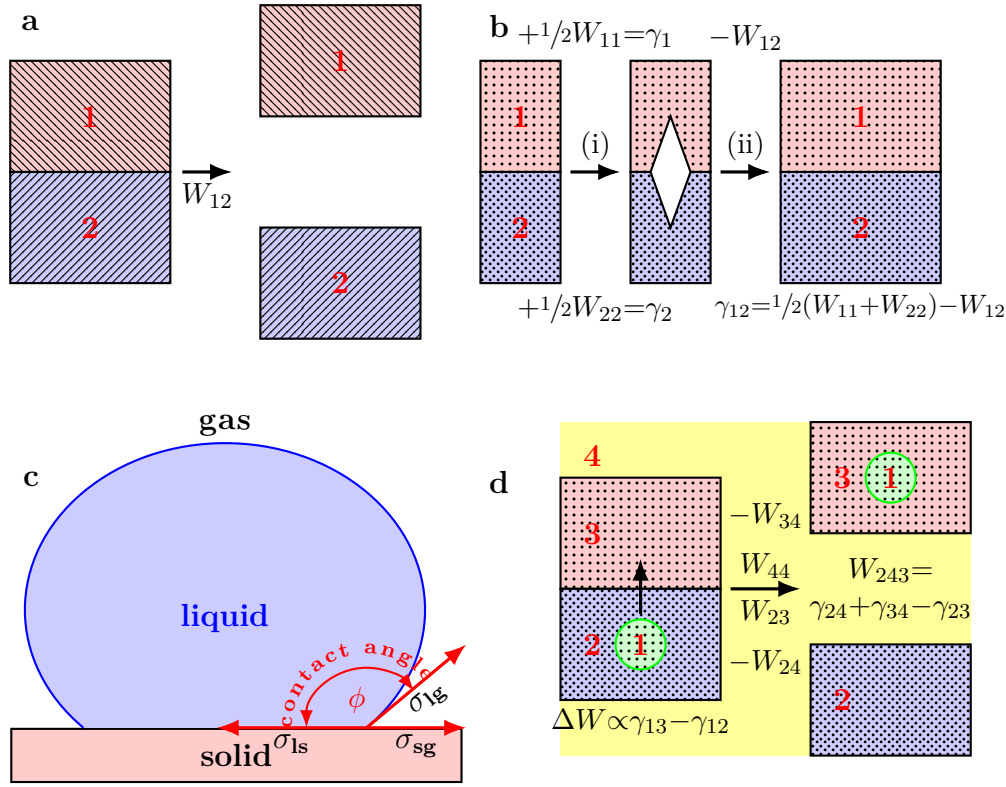 a
1
2
W₁₂
1
2
b
+1/2W₁₁=γ₁
−W₁₂
1
2
(i)
(ii)
1
2
+1/2W₂₂=γ₂
γ₁₂=1/2(W₁₁+W₂₂)−W₁₂
c
gas
liquid
contact angle
ϕ
σlg
σls
σsg
solid
d
4
3
2
1
ΔW∝γ₁₃−γ₁₂
−W₃₄
W₄₄
W₂₃
−W₂₄
3
1
W₂₄₃=
γ₂₄+γ₃₄−γ₂₃
2